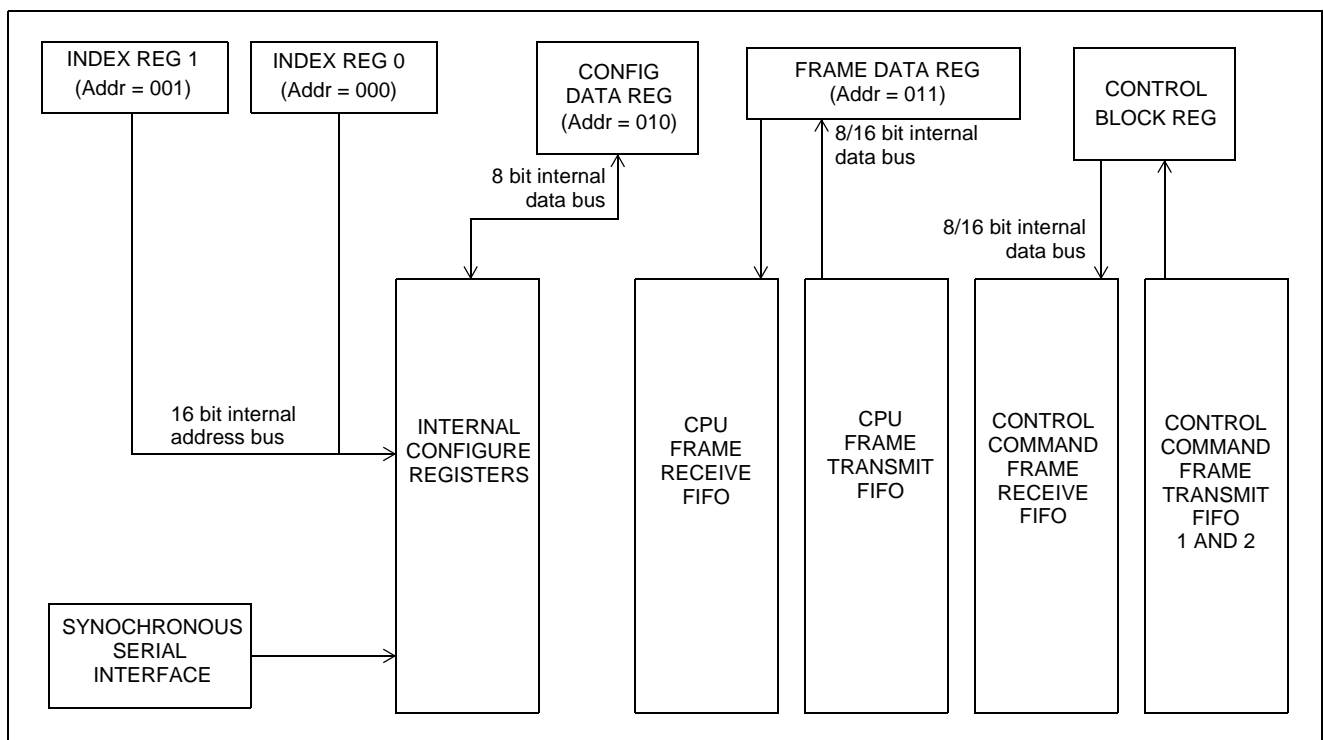 INDEX REG 1
(Addr = 001)
INDEX REG 0
(Addr = 000)
CONFIG
DATA REG
(Addr = 010)
FRAME DATA REG
(Addr = 011)
CONTROL
BLOCK REG
8 bit internal
data bus
8/16 bit internal
data bus
8/16 bit internal
data bus
16 bit internal
address bus
INTERNAL
CONFIGURE
REGISTERS
CPU
FRAME
RECEIVE
FIFO
CPU
FRAME
TRANSMIT
FIFO
CONTROL
COMMAND
FRAME
RECEIVE
FIFO
CONTROL
COMMAND
FRAME
TRANSMIT
FIFO
1 AND 2
SYNOCHRONOUS
SERIAL
INTERFACE